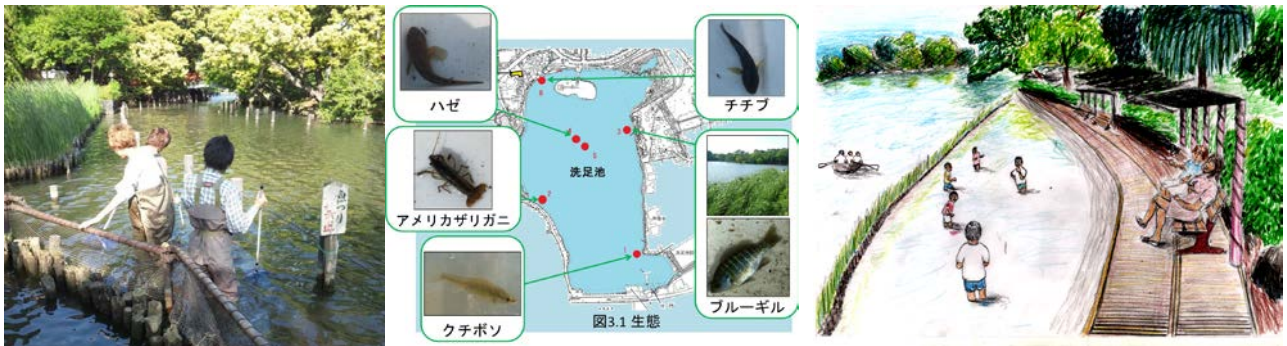 ハゼ
チチブ
洗足池
アメリカザリガニ
クチボソ
ブルーギル
図3.1 生態